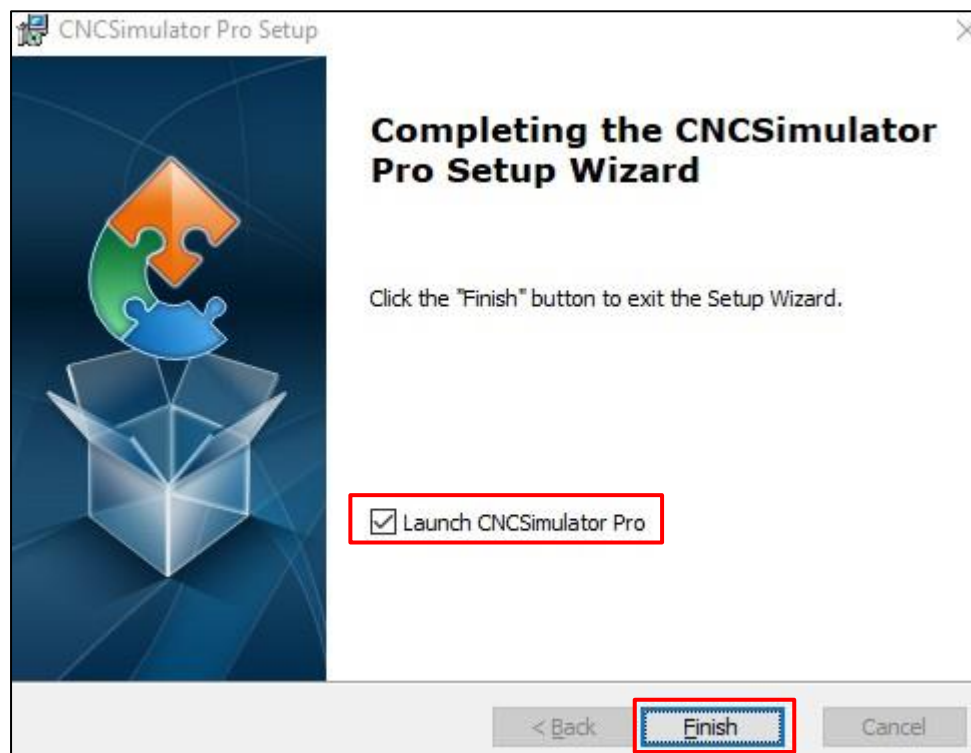 CNCSimulator Pro Setup
Completing the CNCSimulator
Pro Setup Wizard
Click the "Finish" button to exit the Setup Wizard.
Launch CNCSimulator Pro
< Back Finish Cancel